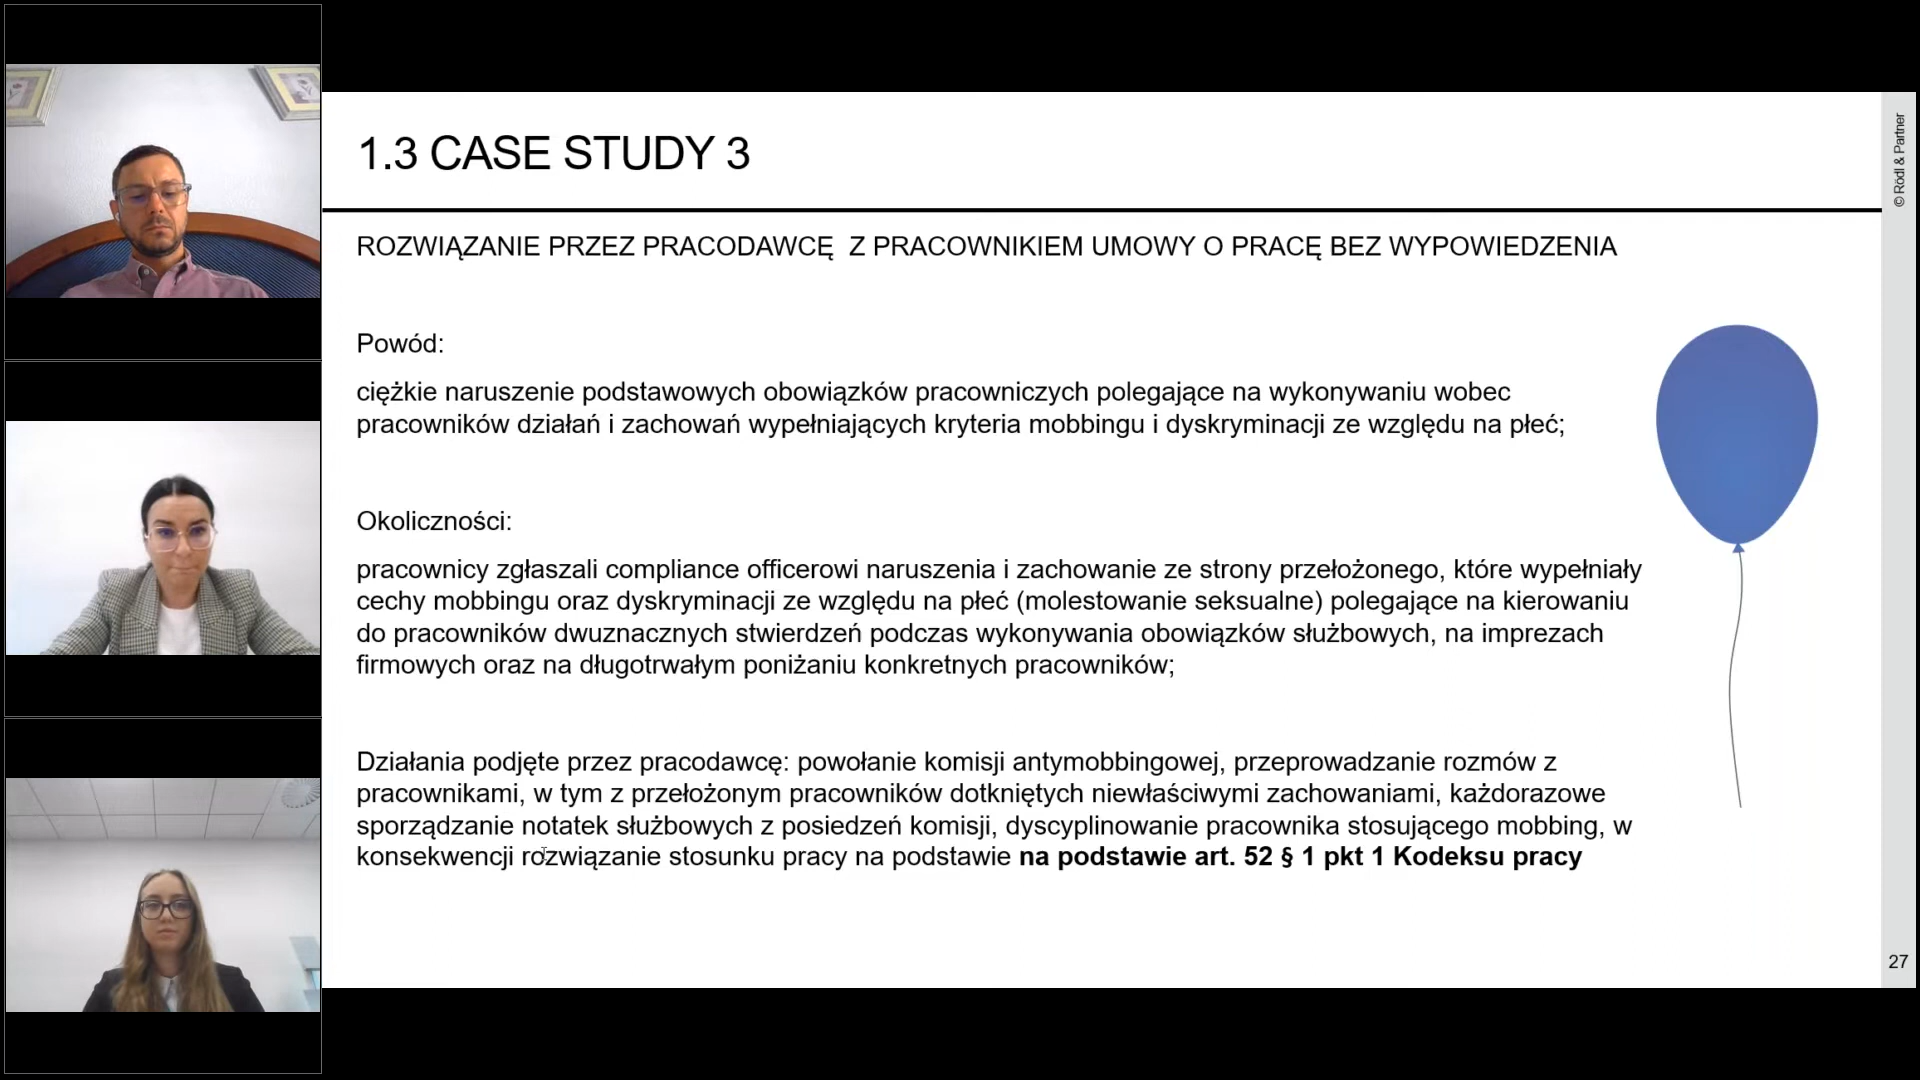 1.3 CASE STUDY 3
© Rödl & Partner
ROZWIĄZANIE PRZEZ PRACODAWCĘ  Z PRACOWNIKIEM UMOWY O PRACĘ BEZ WYPOWIEDZENIA
Powód:
ciężkie naruszenie podstawowych obowiązków pracowniczych polegające na wykonywaniu wobec
pracowników działań i zachowań wypełniających kryteria mobbingu i dyskryminacji ze względu na płeć;
Okoliczności:
pracownicy zgłaszali compliance officerowi naruszenia i zachowanie ze strony przełożonego, które wypełniały
cechy mobbingu oraz dyskryminacji ze względu na płeć (molestowanie seksualne) polegające na kierowaniu
do pracowników dwuznacznych stwierdzeń podczas wykonywania obowiązków służbowych, na imprezach
firmowych oraz na długotrwałym poniżaniu konkretnych pracowników;
Działania podjęte przez pracodawcę: powołanie komisji antymobbingowej, przeprowadzanie rozmów z
pracownikami, w tym z przełożonym pracowników dotkniętych niewłaściwymi zachowaniami, każdorazowe
sporządzanie notatek służbowych z posiedzeń komisji, dyscyplinowanie pracownika stosującego mobbing, w
konsekwencji rozwiązanie stosunku pracy na podstawie na podstawie art. 52 § 1 pkt 1 Kodeksu pracy
27